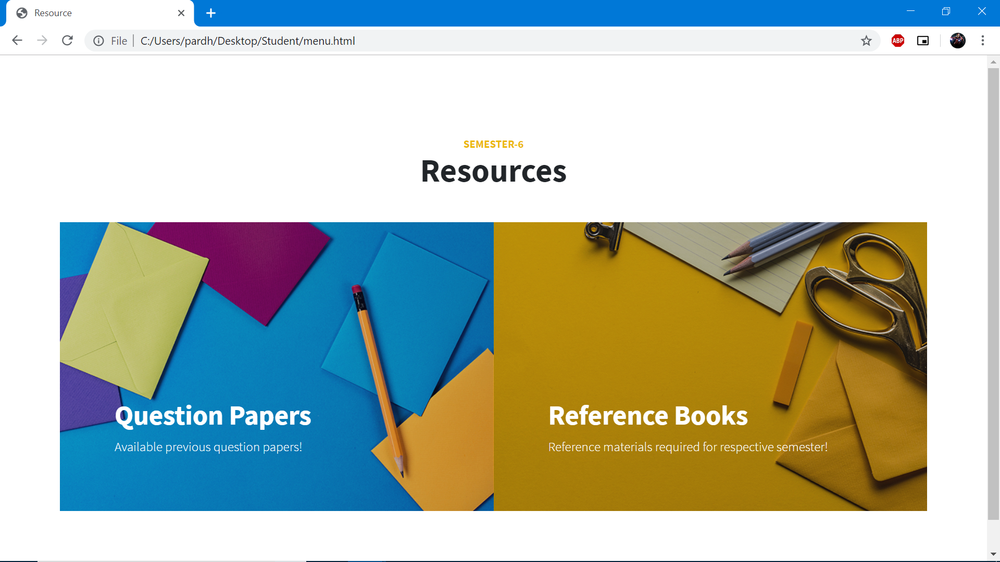 Resource
File
C:/Users/pardh/Desktop/Student/menu.html
ABP
SEMESTER-6
Resources
Question Papers
Available previous question papers!
Reference Books
Reference materials required for respective semester!